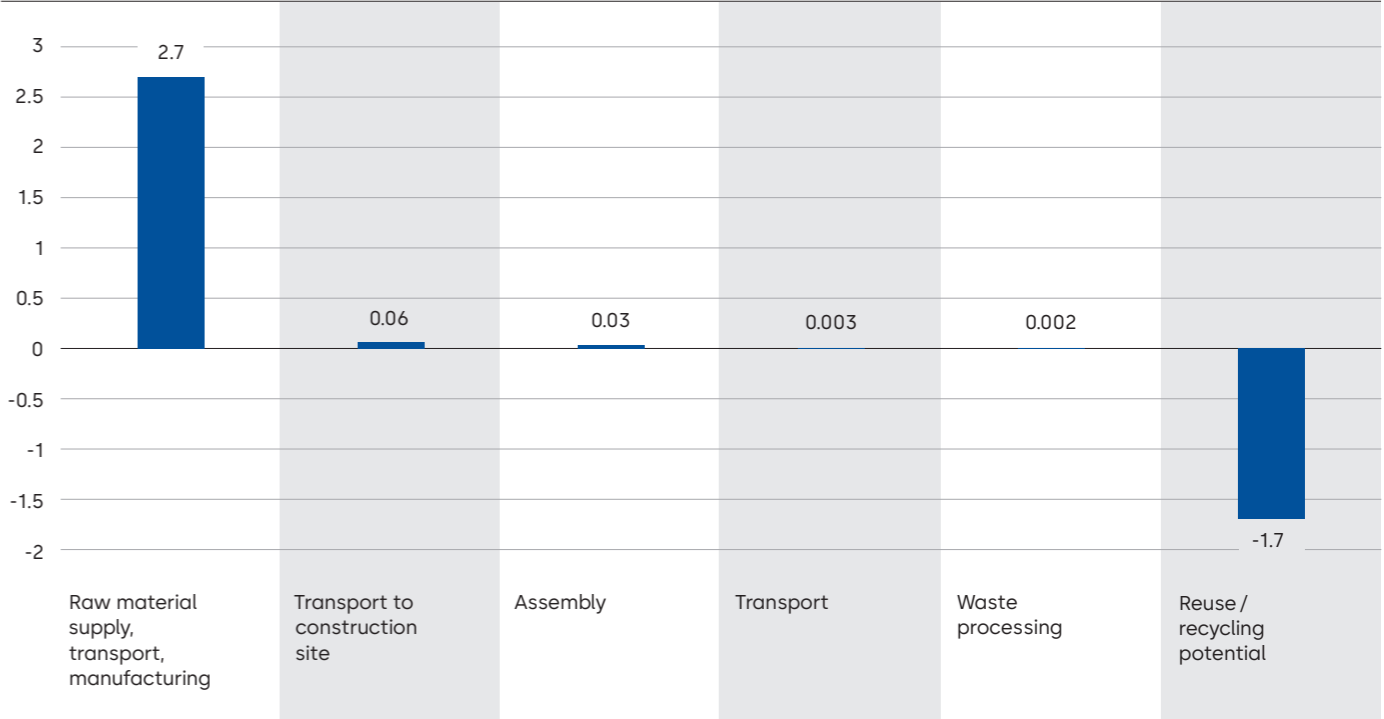 3
2.5
2
1.5
1
0.5
0
-0.5
-1
-1.5
-2
2.7
0.06
0.03
0.003
0.002
-1.7
Raw material
supply,
transport,
manufacturing
Transport to
construction
site
Assembly
Transport
Waste
processing
Reuse /
recycling
potential